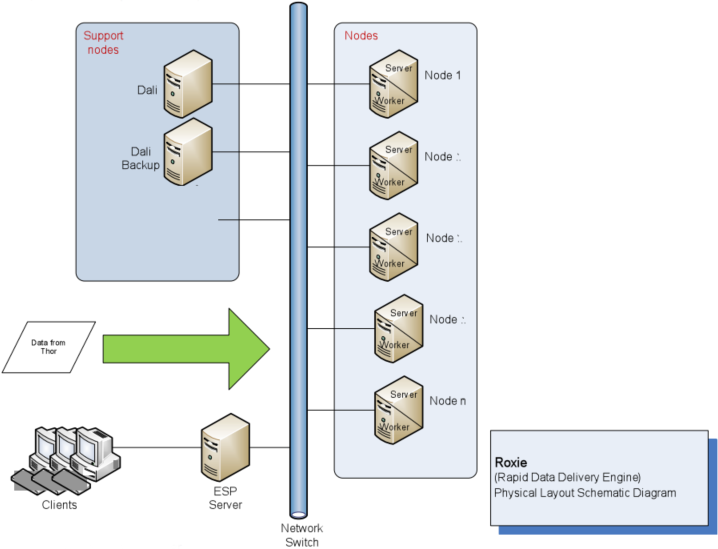 Support
nodes
Dali
Dali
Backup
Nodes
Server
Worker
Node 1
Server
Worker
Node :.
Server
Worker
Node :.
Server
Worker
Node :.
Server
Worker
Node n
Data from
Thor
Clients
ESP
Server
Network
Switch
Roxie
(Rapid Data Delivery Engine)
Physical Layout Schematic Diagram